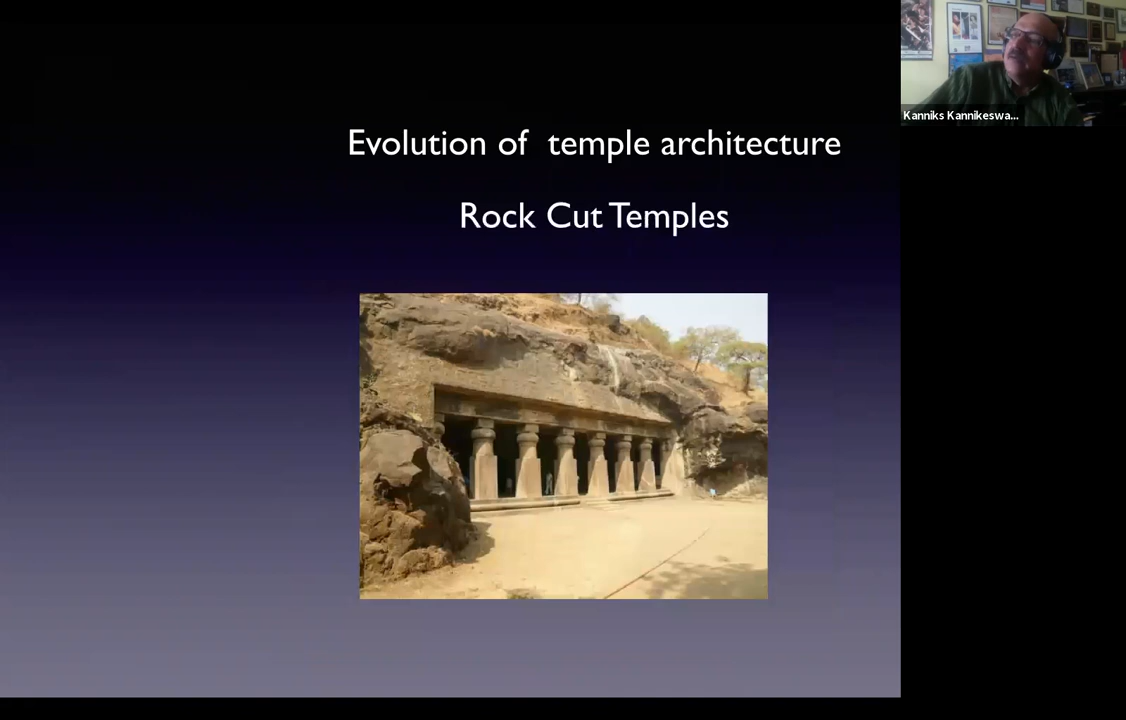 Evolution of temple architecture
Rock Cut Temples
Kanniks Kannikeswa...